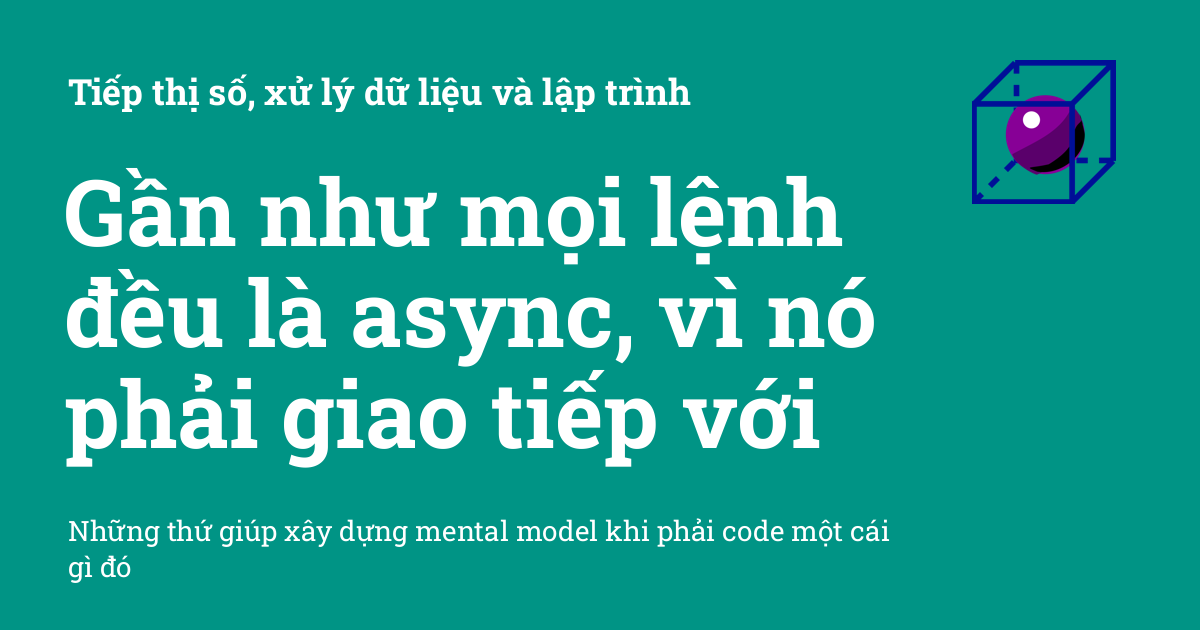 Tiếp thị số, xử lý dữ liệu và lập trình
Gần như mọi lệnh
đều là async, vì nó
phải giao tiếp với
Những thứ giúp xây dựng mental model khi phải code một cái
gì đó